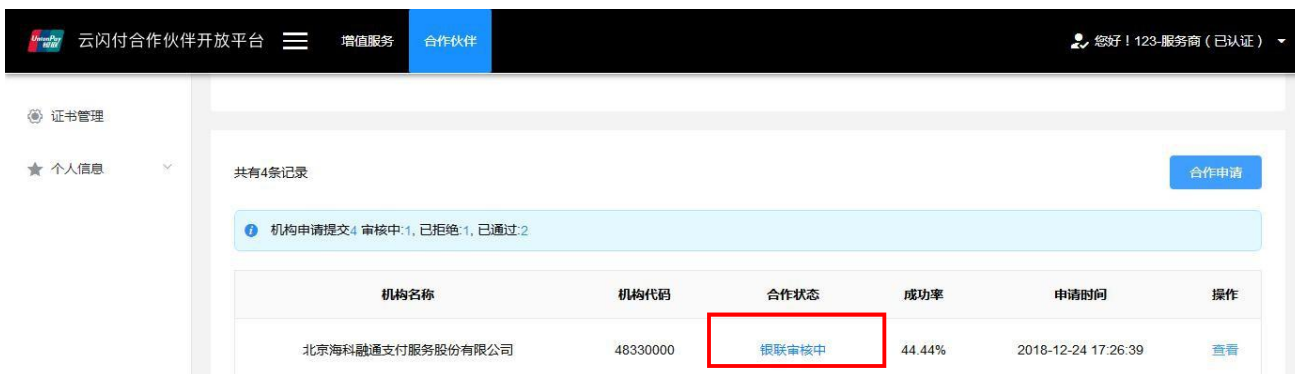 UnionPay 银联 云闪付合作伙伴开放平台 增值服务 合作伙伴 您好！123-服务商（已认证）
证书管理
个人信息
共有4条记录 合作申请
机构申请提交4 审核中:1, 已拒绝:1, 已通过:2
机构名称 机构代码 合作状态 成功率 申请时间 操作
北京海科融通支付服务股份有限公司 48330000 银联审核中 44.44% 2018-12-24 17:26:39 查看